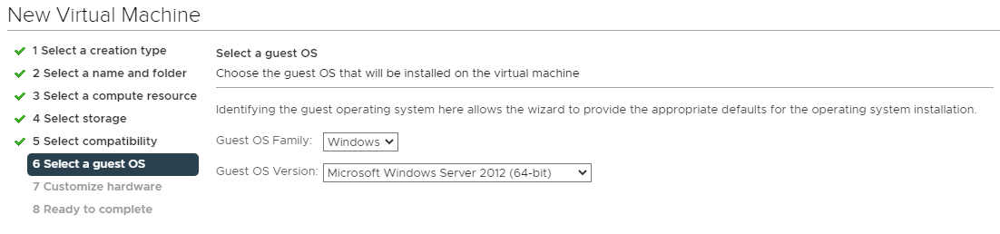 New Virtual Machine
1 Select a creation type
2 Select a name and folder
3 Select a compute resource
4 Select storage
5 Select compatibility
6 Select a guest OS
7 Customize hardware
8 Ready to complete
Select a guest OS
Choose the guest OS that will be installed on the virtual machine
Identifying the guest operating system here allows the wizard to provide the appropriate defaults for the operating system installation.
Guest OS Family: Windows
Guest OS Version: Microsoft Windows Server 2012 (64-bit)